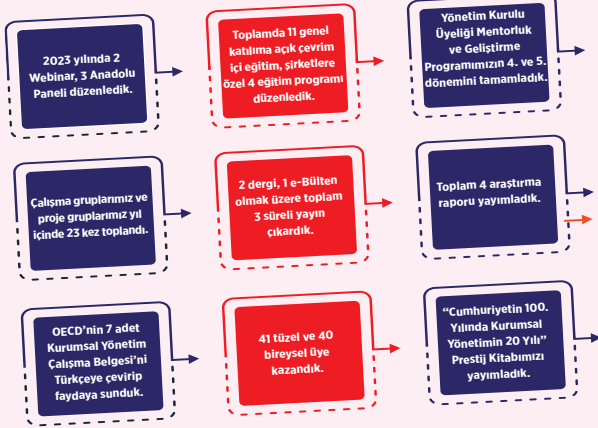 2023 yılında 2
Webinar, 3 Anadolu
Paneli düzenledik.
Toplamda 11 genel
katılıma açık çevrim
içi eğitim, şirketlere
özel 4 eğitim programı
düzenledik.
Yönetim Kurulu
Üyeliği Mentorluk
ve Geliştirme
Programımızın 4. ve 5.
dönemini tamamladık.
Çalışma gruplarımız ve
proje gruplarımız yıl
içinde 23 kez toplandı.
2 dergi, 1 e-Bülten
olmak üzere toplam
3 süreli yayın
çıkardık.
Toplam 4 araştırma
raporu yayımladık.
OECD’nin 7 adet
Kurumsal Yönetim
Çalışma Belgesi’ni
Türkçeye çevirip
faydaya sunduk.
41 tüzel ve 40
bireysel üye
kazandık.
“Cumhuriyetin 100.
Yılında Kurumsal
Yönetimin 20 Yılı”
Prestij Kitabımızı
yayımladık.